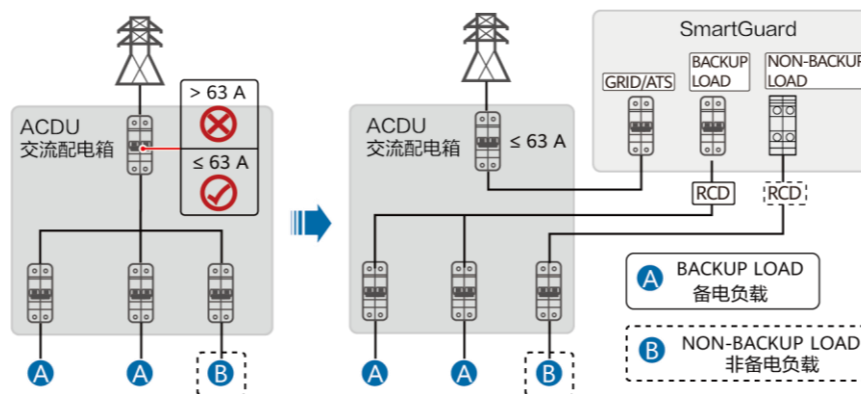 ACDU
交流配电箱
> 63 A
≤ 63 A
A
A
B
ACDU
交流配电箱
≤ 63 A
SmartGuard
GRID/ATS
BACKUP
LOAD
NON-BACKUP
LOAD
RCD
RCD
A
A
B
A
BACKUP LOAD
备电负载
B
NON-BACKUP LOAD
非备电负载